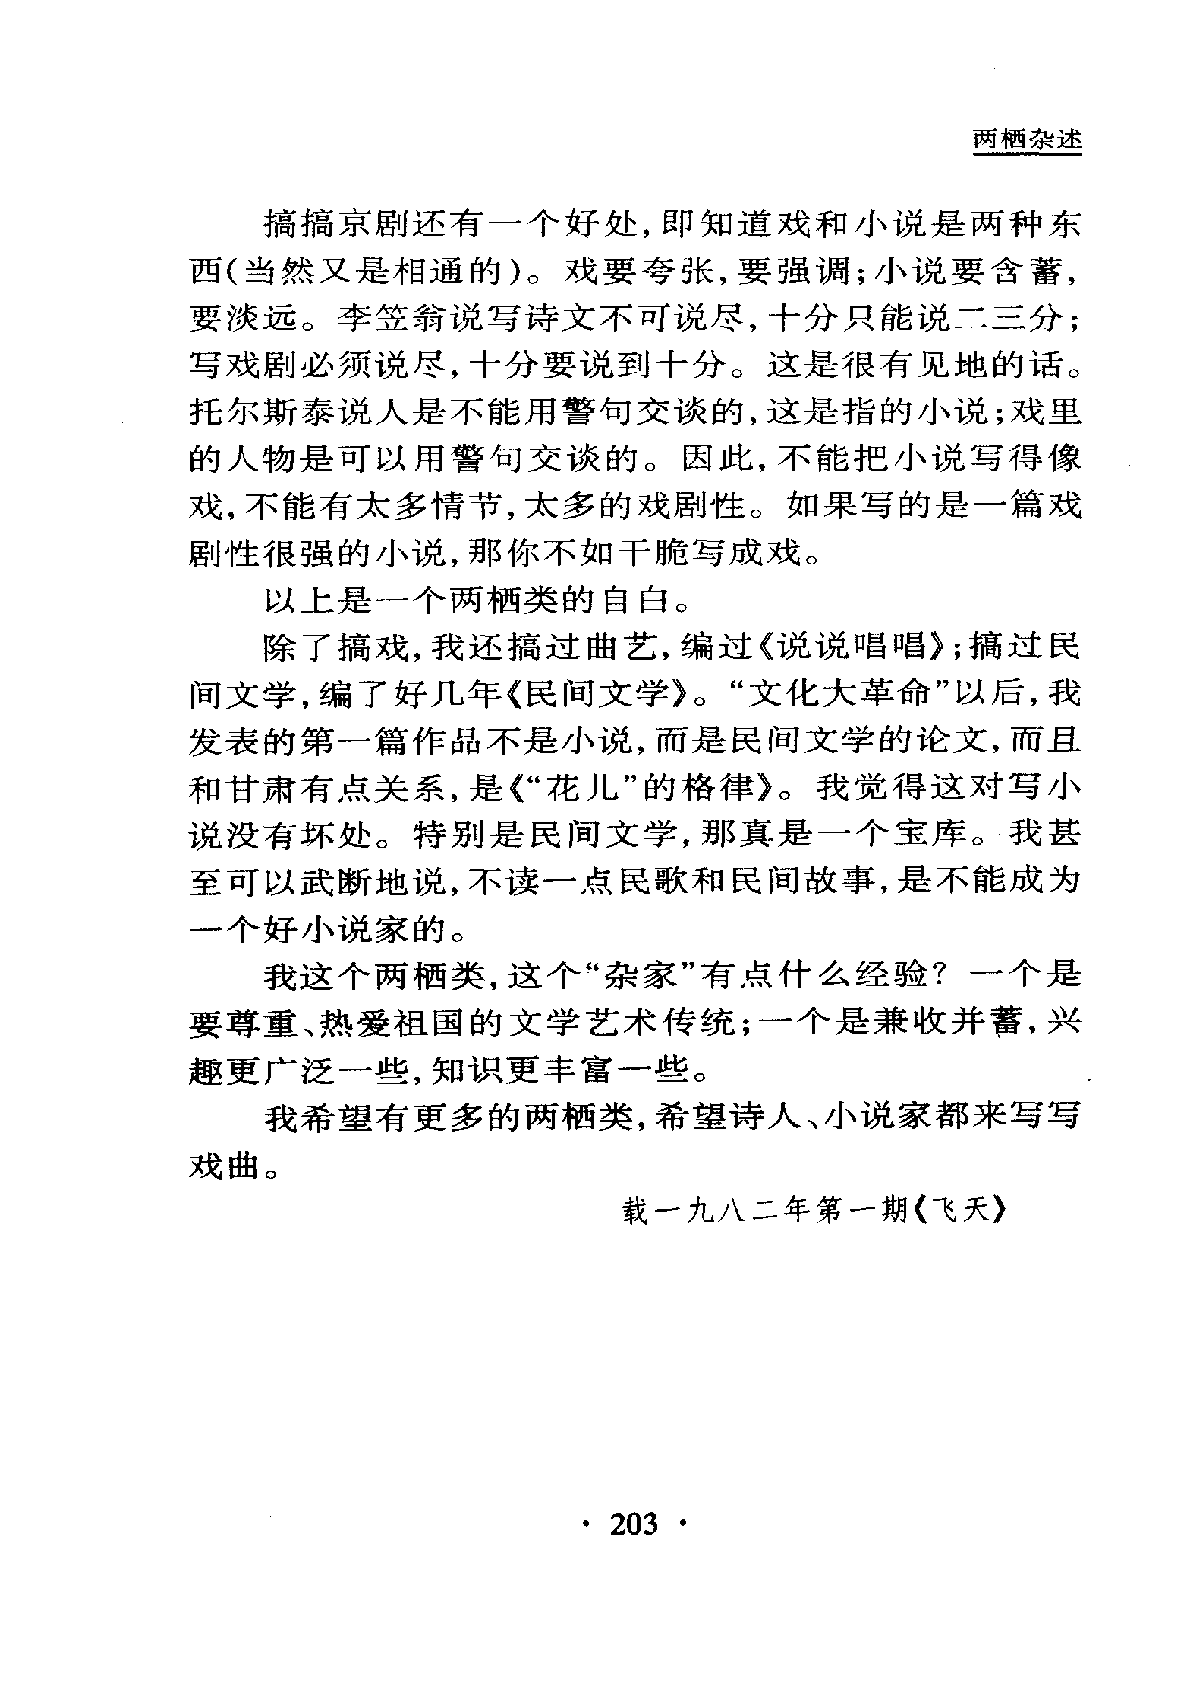 两栖杂述
搞搞京剧还有一个好处,即知道戏和小说是两种东
西(当然又是相通的)。戏要夸张,要强调;小说要含蓄,
要淡远。李笠翁说写诗文不可说尽,十分只能说二三分;
写戏剧必须说尽,十分要说到十分。这是很有见地的话。
托尔斯泰说人是不能用警句交谈的,这是指的小说;戏里
的人物是可以用警句交谈的。因此,不能把小说写得像
戏,不能有太多情节,太多的戏剧性。如果写的是一篇戏
剧性很强的小说,那你不如干脆写成戏。
以上是一个两栖类的自白。
除了搞戏,我还搞过曲艺,编过《说说唱唱》;搞过民
间文学,编了好几年《民间文学》。“文化大革命”以后,我
发表的第一篇作品不是小说,而是民间文学的论文,而且
和甘肃有点关系,是《“花儿”的格律》。我觉得这对写小
说没有坏处。特别是民间文学,那真是一个宝库。我甚
至可以武断地说,不读一点民歌和民间故事,是不能成为
一个好小说家的。
我这个两栖类,这个“杂家”有点什么经验?一个是
要尊重、热爱祖国的文学艺术传统;一个是兼收并蓄,兴
趣更广泛一些,知识更丰富一些。
我希望有更多的两栖类,希望诗人、小说家都来写写
戏曲。
载一九八二年第一期《飞天》
· 203 ·